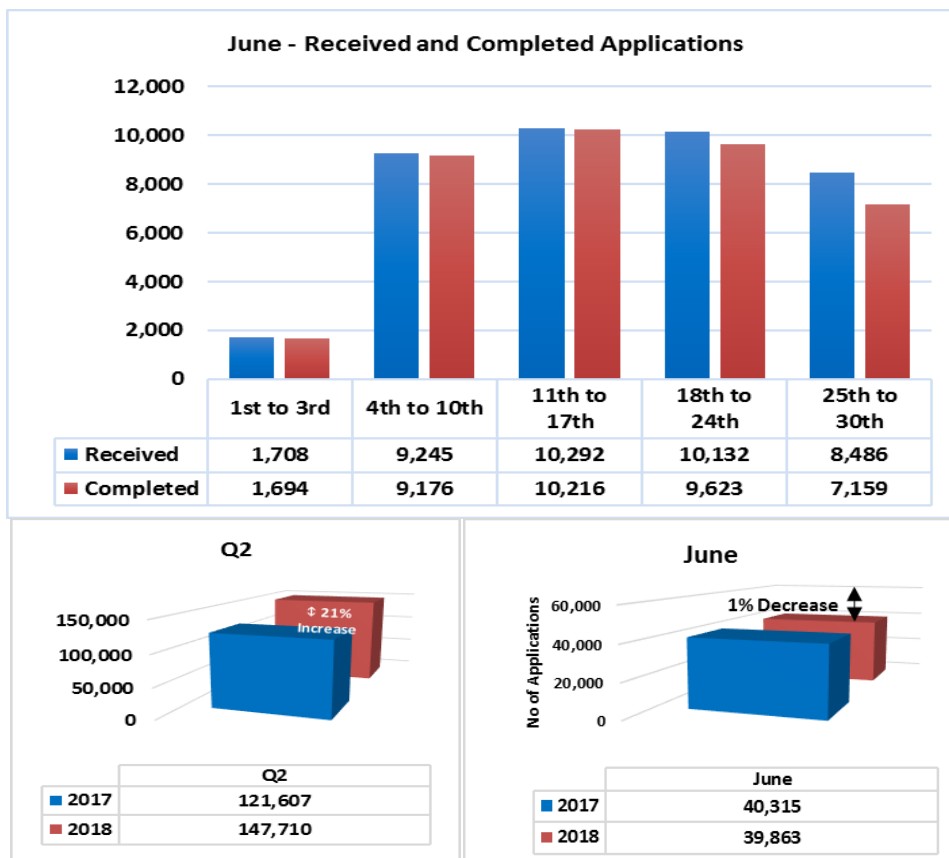 June - Received and Completed Applications
12,000
10,000
8,000
6,000
4,000
2,000
0
1st to 3rd 4th to 10th 11th to 17th 18th to 24th 25th to 30th
Received 1,708 9,245 10,292 10,132 8,486
Completed 1,694 9,176 10,216 9,623 7,159
Q2
150,000
100,000
50,000
0
↕ 21%
Increase
Q2
2017 121,607
2018 147,710
June
No of Applications
60,000
40,000
20,000
0
1% Decrease
June
2017 40,315
2018 39,863